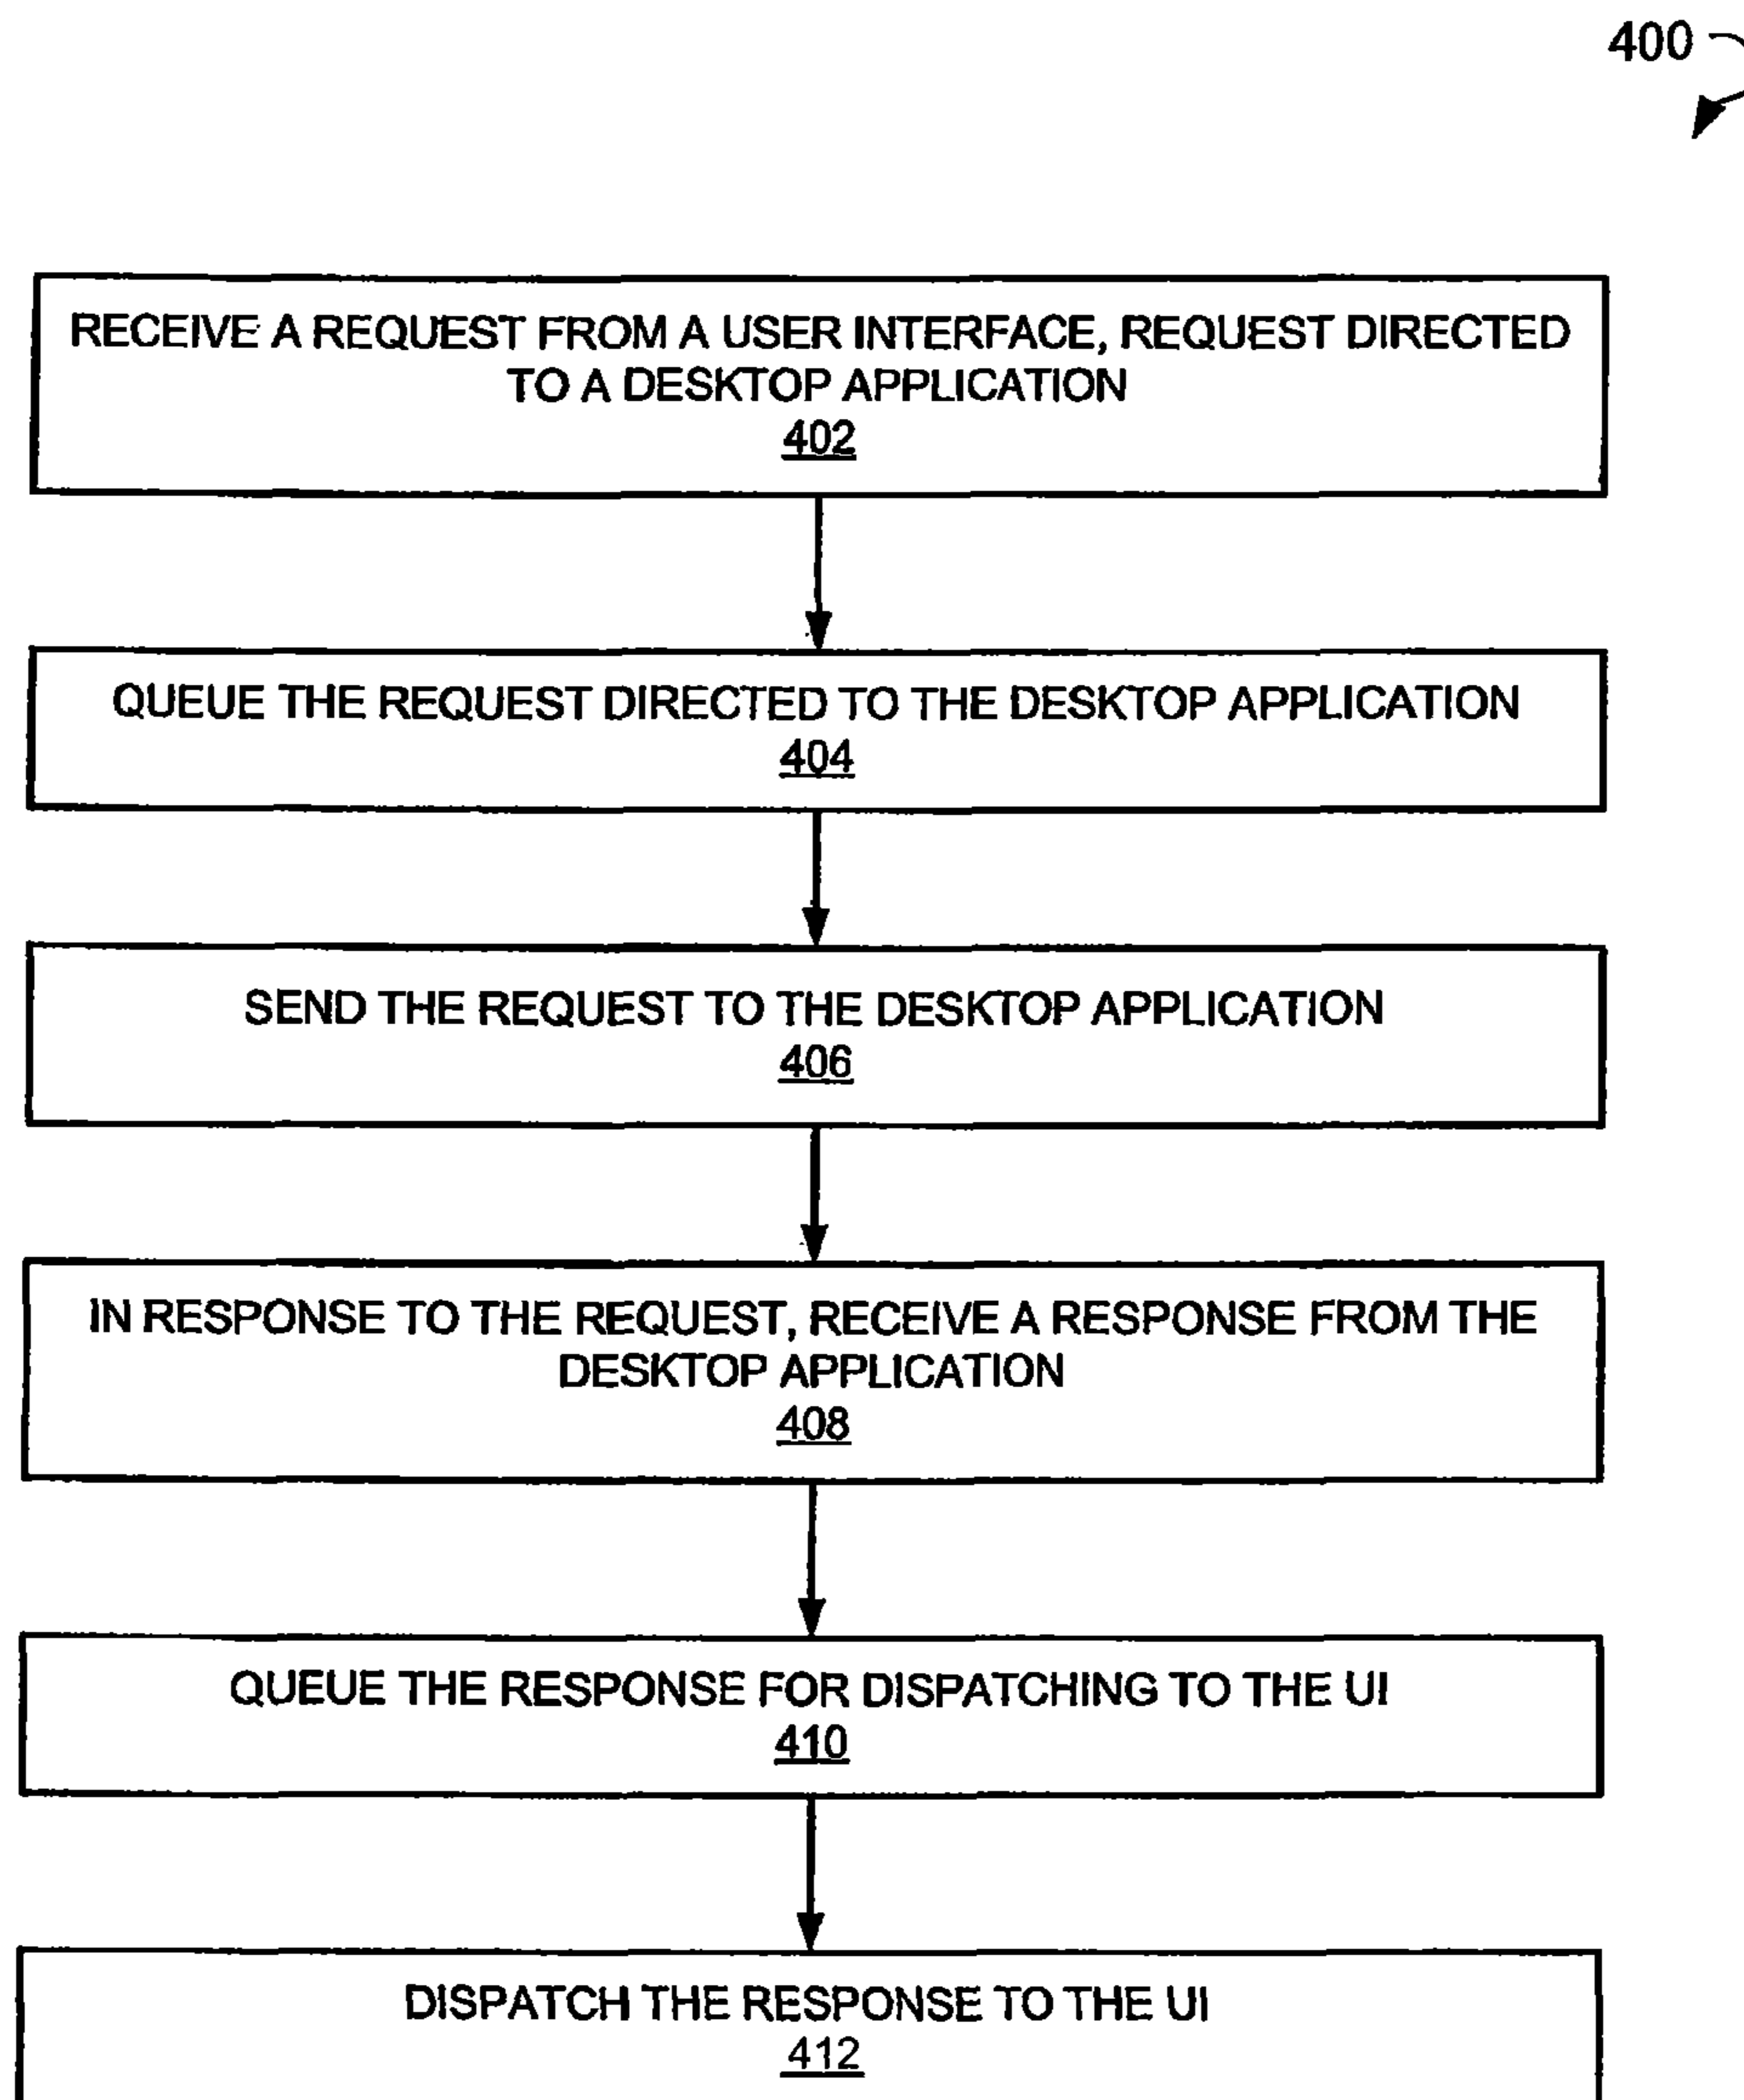 400
RECEIVE A REQUEST FROM A USER INTERFACE, REQUEST DIRECTED
TO A DESKTOP APPLICATION
402
QUEUE THE REQUEST DIRECTED TO THE DESKTOP APPLICATION
404
SEND THE REQUEST TO THE DESKTOP APPLICATION
406
IN RESPONSE TO THE REQUEST, RECEIVE A RESPONSE FROM THE
DESKTOP APPLICATION
408
QUEUE THE RESPONSE FOR DISPATCHING TO THE UI
410
DISPATCH THE RESPONSE TO THE UI
412